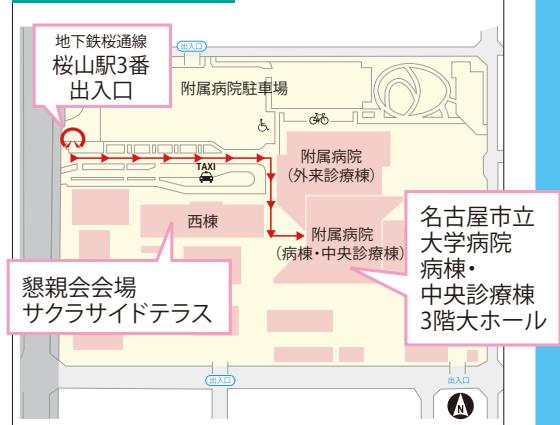 地下鉄桜通線
桜山駅3番
出入口
出入口
附属病院駐車場
TAXI
附属病院
(外来診療棟)
西棟
附属病院
(病棟・中央診療棟)
名古屋市立
大学病院
病棟・
中央診療棟
3階大ホール
懇親会会場
サクラサイドテラス
出入口
出入口
N